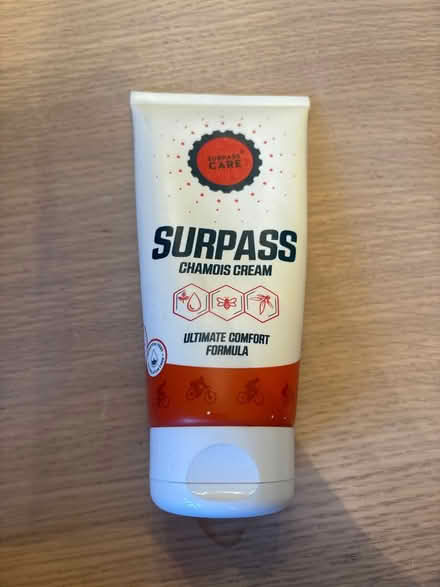 SURPASS
CARE
SURPASS
CHAMOIS CREAM
ULTIMATE COMFORT
FORMULA